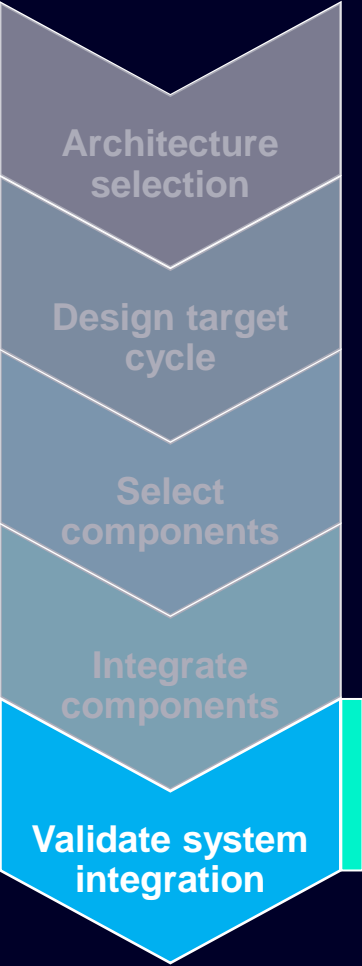 Architecture
selection
Design target
cycle
Select
components
Integrate
components
Validate system
integration